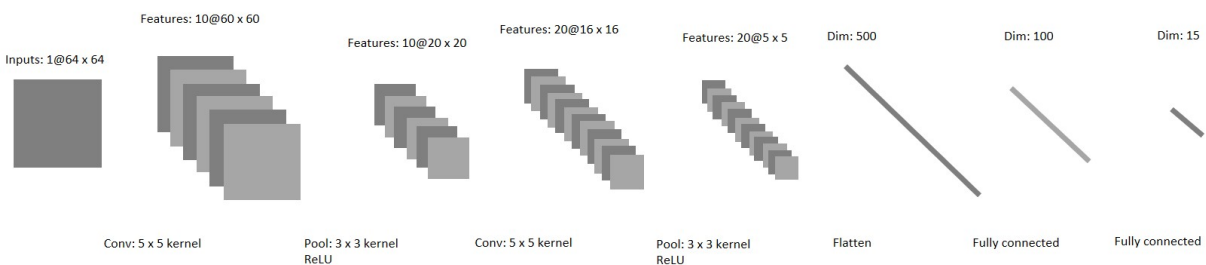 Features: 10@60 x 60
Features: 20@16 x 16
Features: 10@20 x 20
Features: 20@5 x 5
Dim: 500
Dim: 100
Dim: 15
Inputs: 1@64 x 64
Conv: 5 x 5 kernel
Pool: 3 x 3 kernel
ReLU
Conv: 5 x 5 kernel
Pool: 3 x 3 kernel
ReLU
Flatten
Fully connected
Fully connected